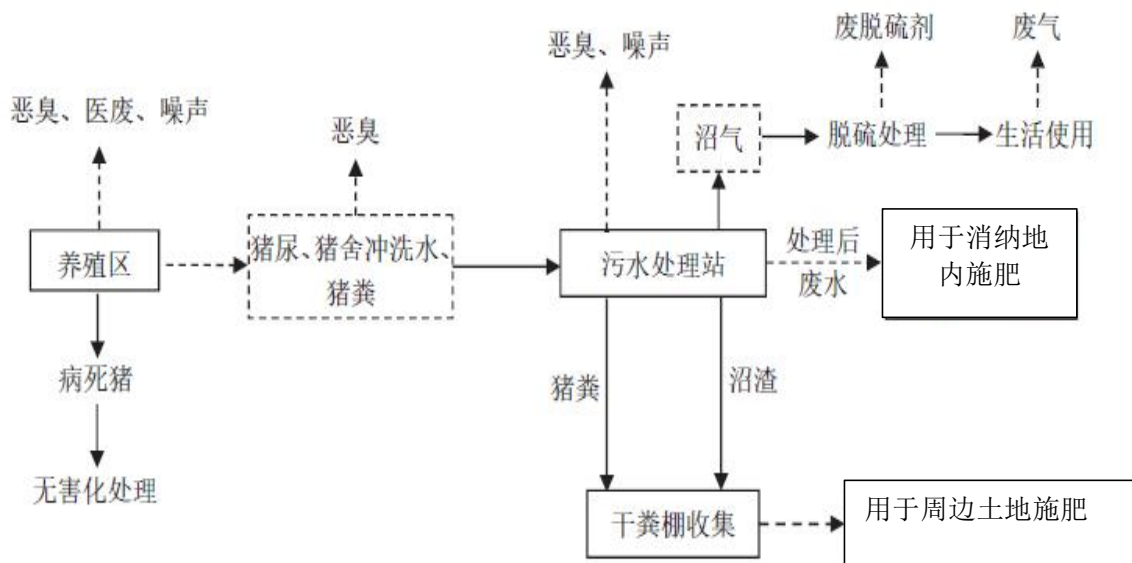 废脱硫剂
废气
恶臭、噪声
恶臭、医废、噪声
恶臭
沼气
脱硫处理
生活使用
养殖区
猪尿、猪舍冲洗水、
猪粪
污水处理站
处理后
废水
用于消纳地
内施肥
病死猪
猪粪
沼渣
无害化处理
干粪棚收集
用于周边土地施肥